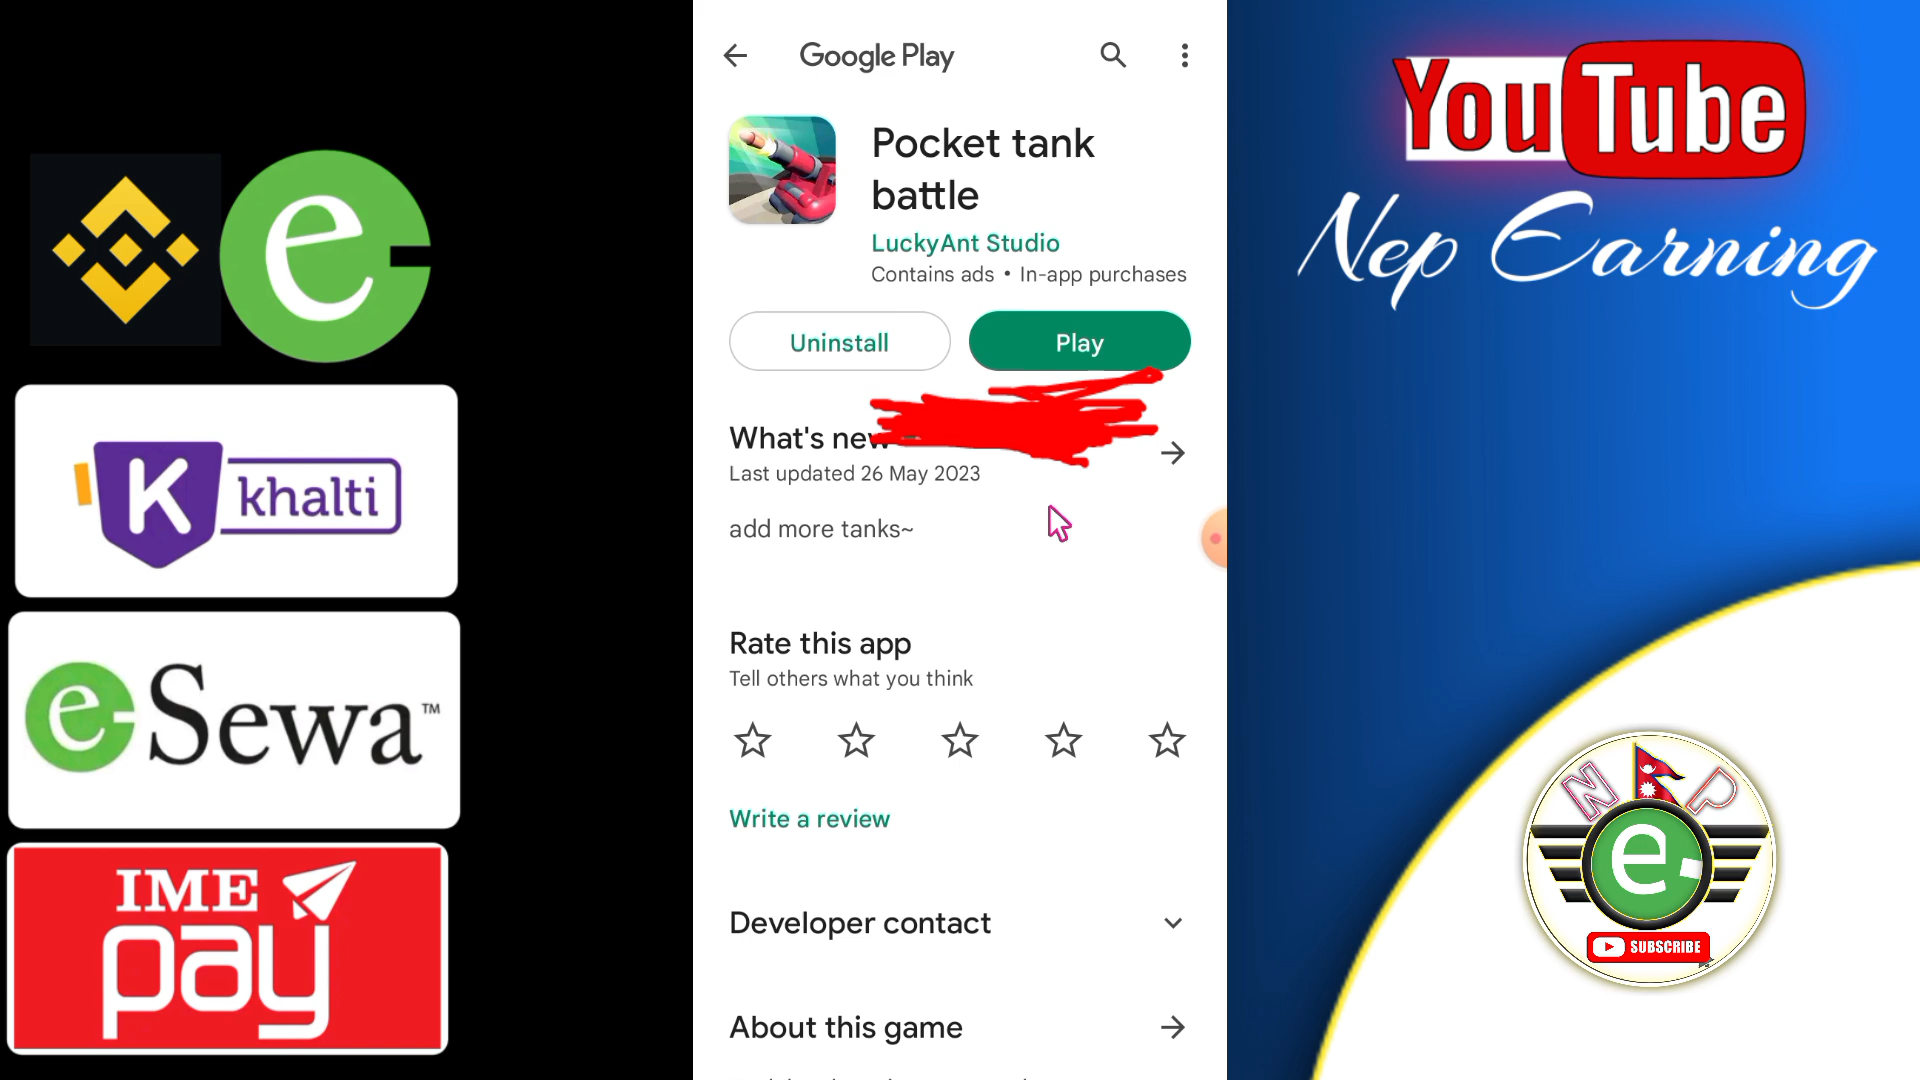 Google Play
Pocket tank
battle
LuckyAnt Studio
Contains ads • In-app purchases
Uninstall
Play
What's new
Last updated 26 May 2023
add more tanks~
Rate this app
Tell others what you think
Write a review
Developer contact
About this game
e
K khalti
eSewa™
IME
pay
YouTube
Nep Earning
N P
e
SUBSCRIBE